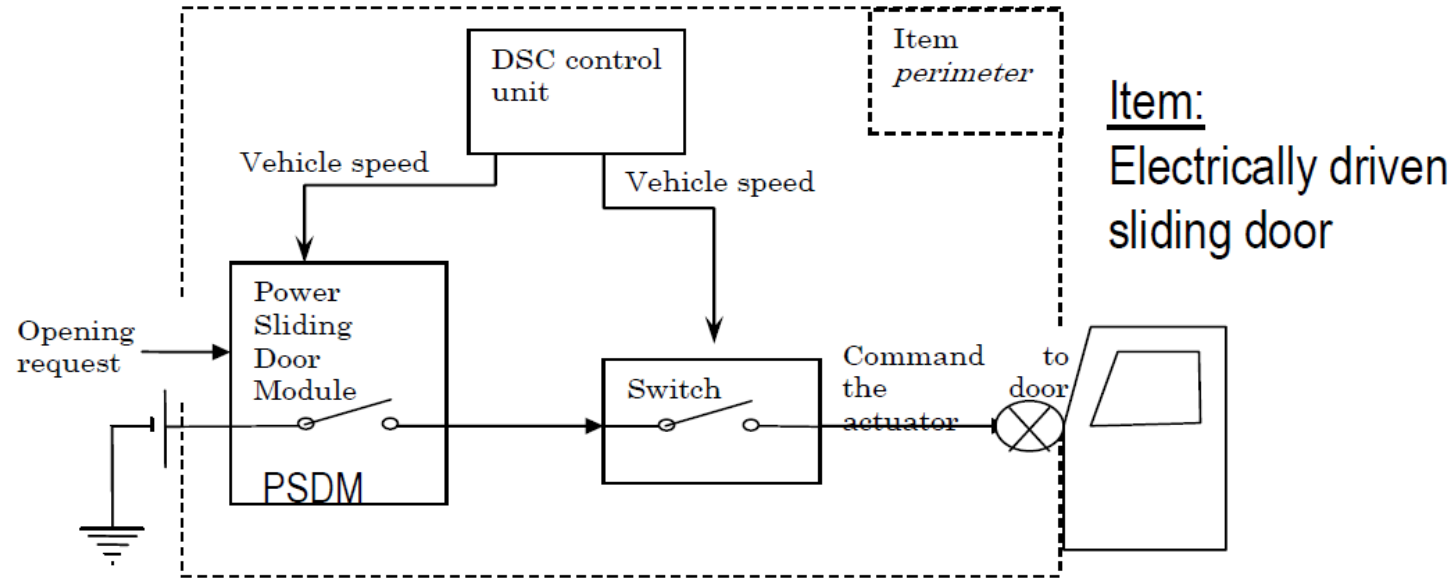 DSC control
unit
Item
perimeter
Item:
Electrically driven
sliding door
Vehicle speed
Vehicle speed
Opening
request
Power
Sliding
Door
Module
PSDM
Switch
Command to
the door
actuator